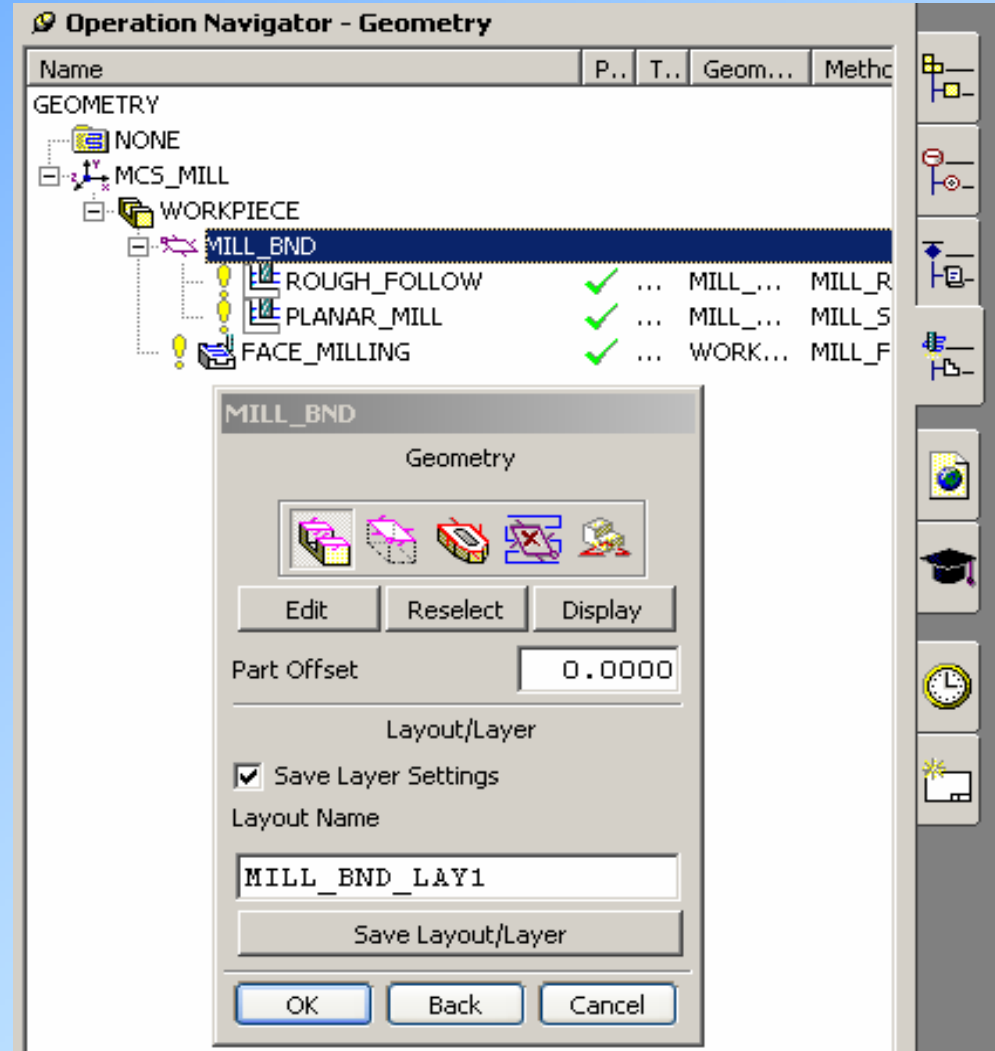 Operation Navigator - Geometry
Name P.. T.. Geom... Methc
GEOMETRY
NONE
MCS_MILL
WORKPIECE
MILL_BND
ROUGH_FOLLOW ... MILL_... MILL_R
PLANAR_MILL ... MILL_... MILL_S
FACE_MILLING ... WORK... MILL_F
MILL_BND
Geometry
Edit Reselect Display
Part Offset 0.0000
Layout/Layer
Save Layer Settings
Layout Name
MILL_BND_LAY1
Save Layout/Layer
OK Back Cancel